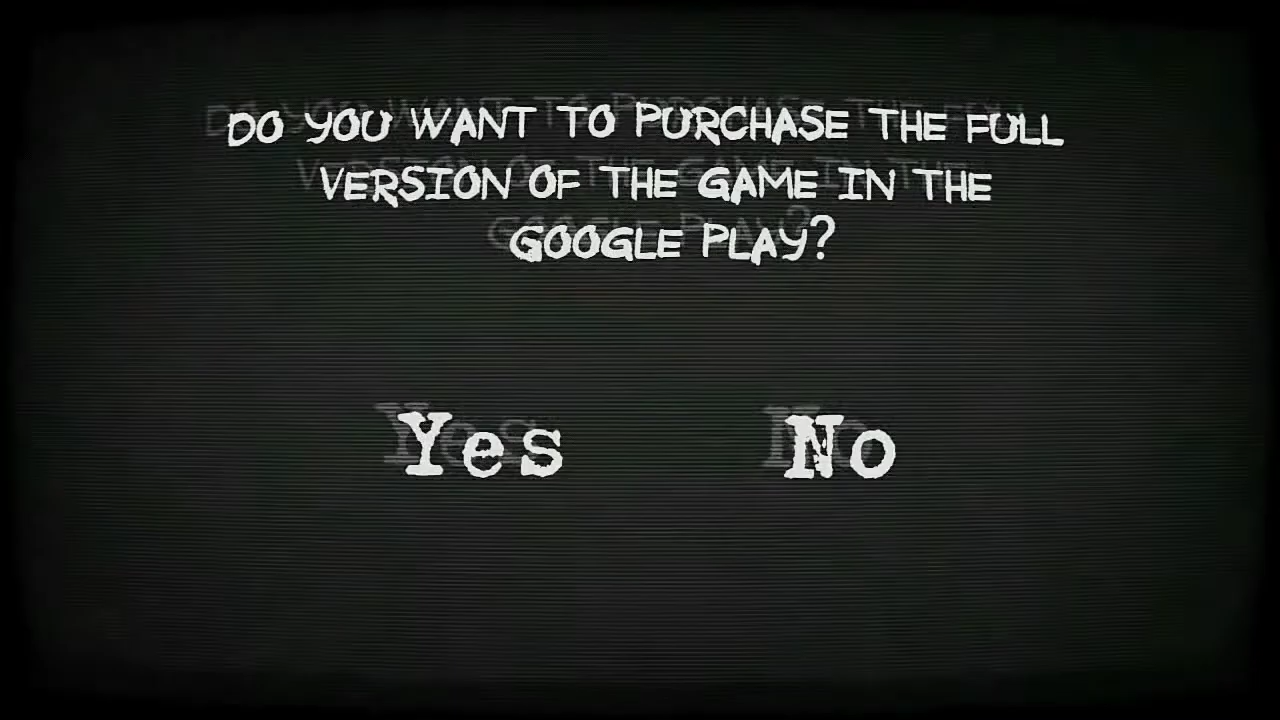 DO YOU WANT TO PURCHASE THE FULL
VERSION OF THE GAME IN THE
GOOGLE PLAY?
Yes No